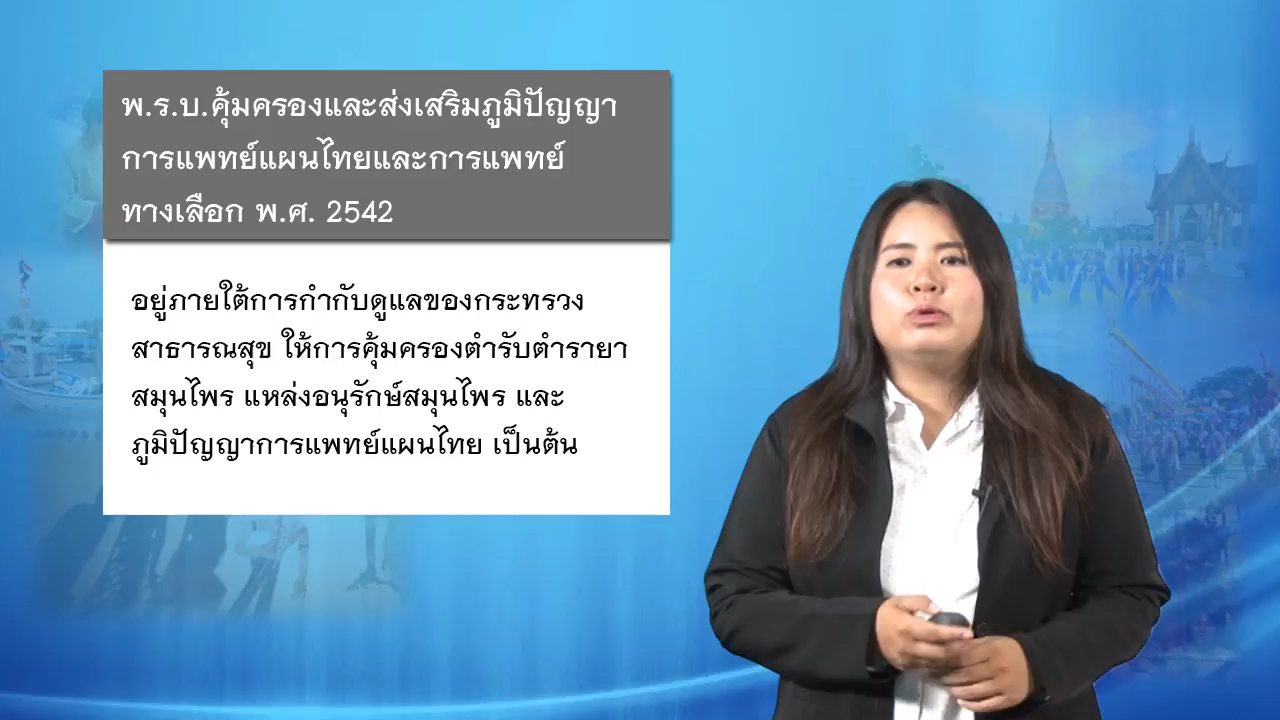 พ.ร.บ.คุ้มครองและส่งเสริมภูมิปัญญา
การแพทย์แผนไทยและการแพทย์
ทางเลือก พ.ศ. 2542
อยู่ภายใต้การกำกับดูแลของกระทรวง
สาธารณสุข ให้การคุ้มครองตำรับตำรายา
สมุนไพร แหล่งอนุรักษ์สมุนไพร และ
ภูมิปัญญาการแพทย์แผนไทย เป็นต้น